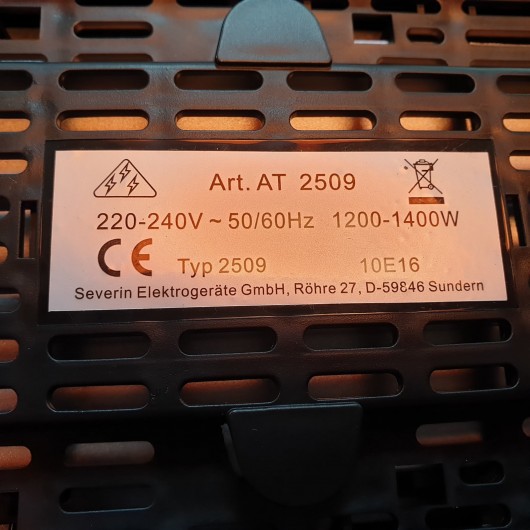 Art. AT 2509
220-240V ~ 50/60Hz 1200-1400W
CE Typ 2509 10E16
Severin Elektrogeräte GmbH, Röhre 27, D-59846 Sundern